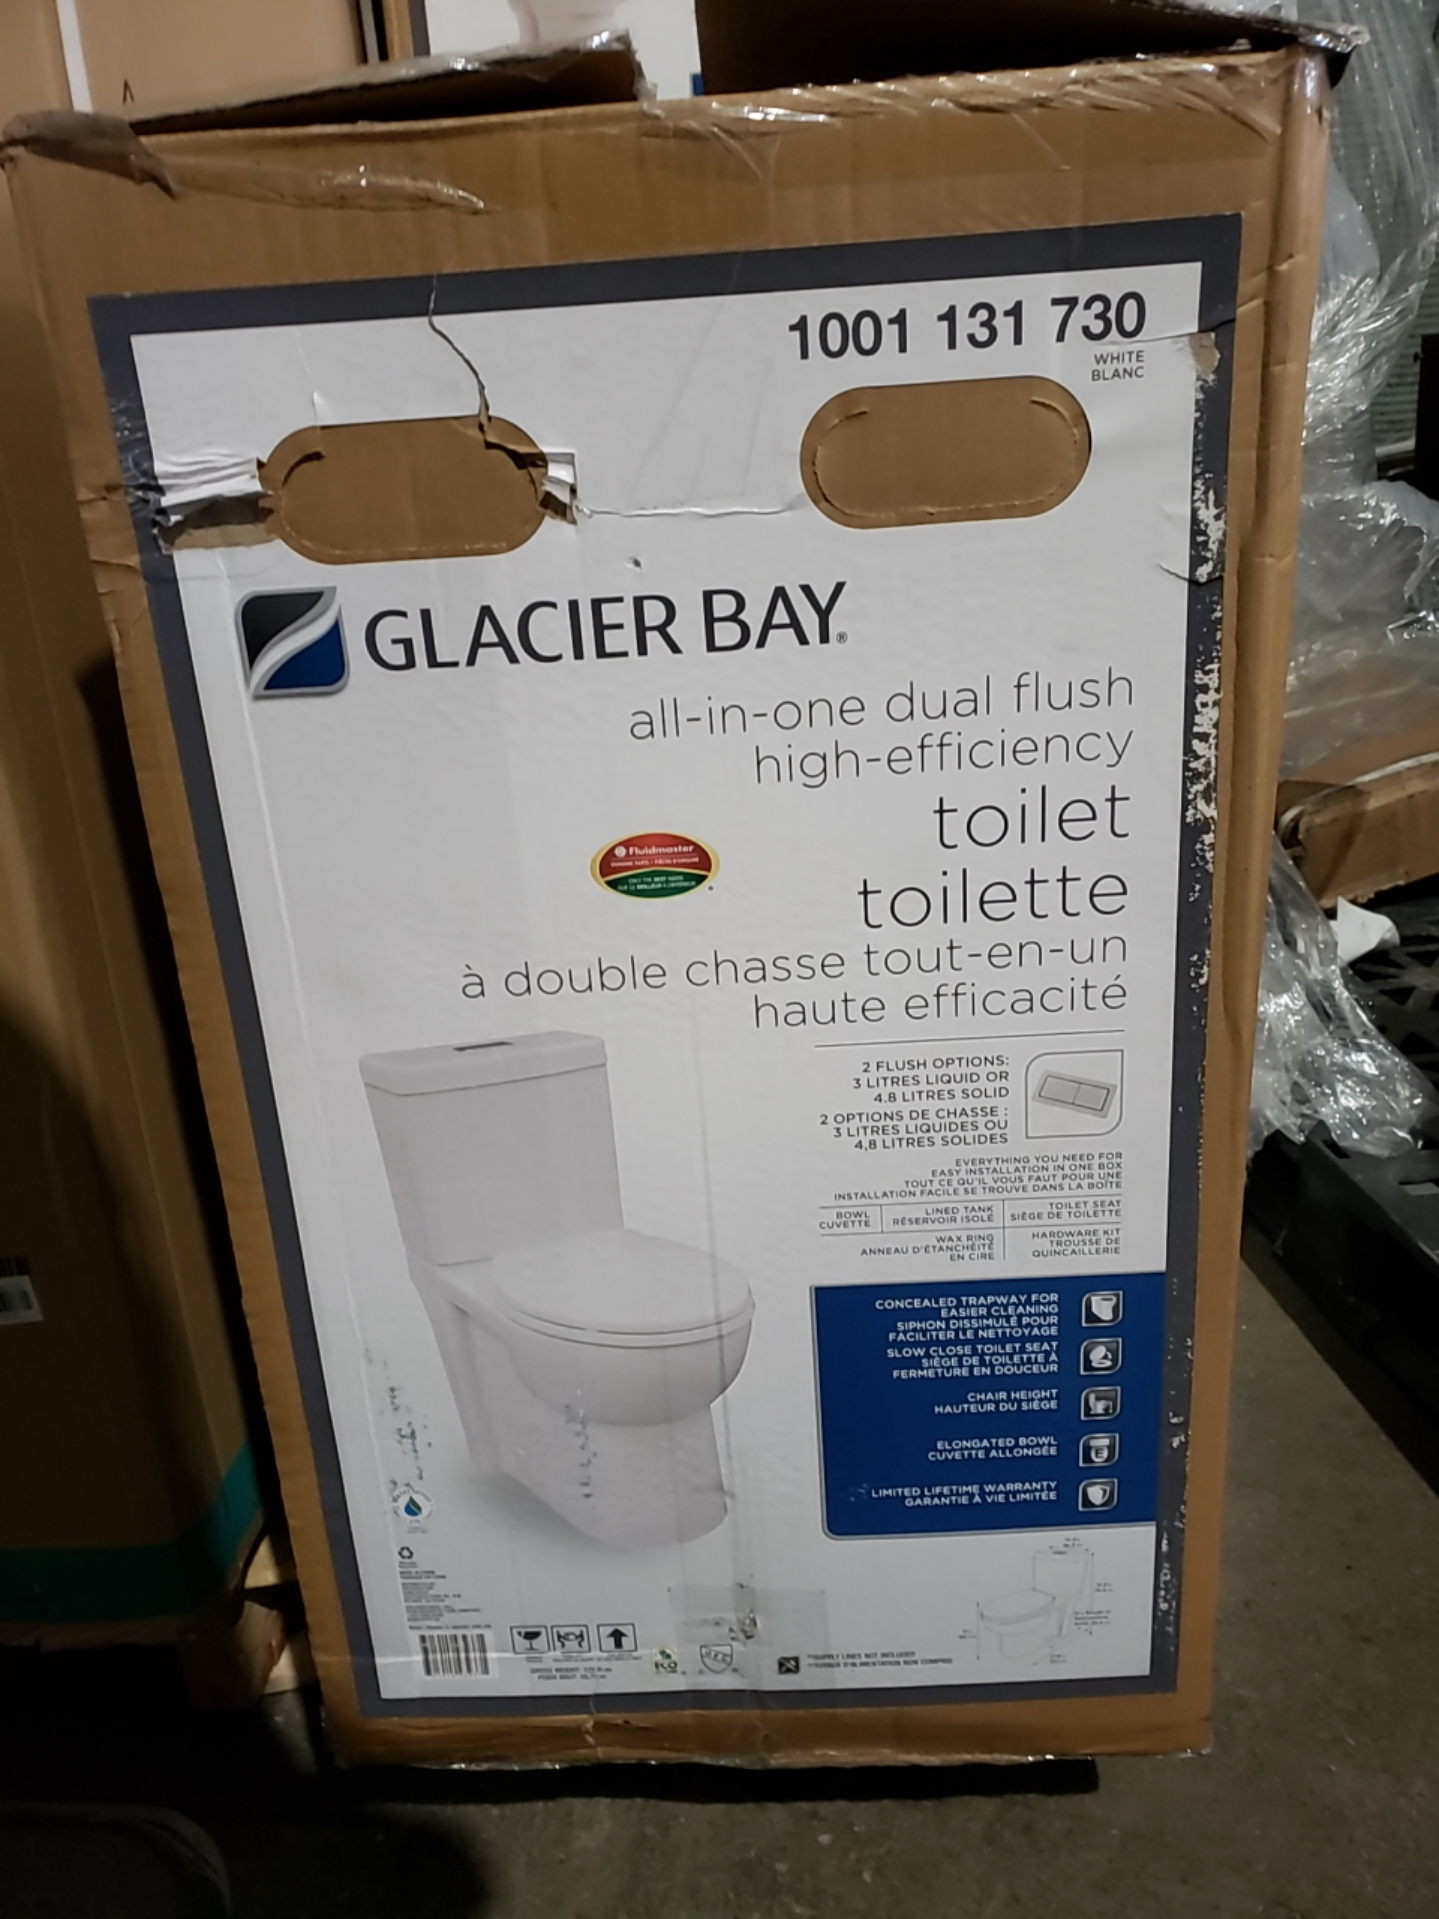 1001 131 730
WHITE
BLANC
GLACIER BAY®
all-in-one dual flush
high-efficiency
toilet
Fluidmaster
toilette
à double chasse tout-en-un
haute efficacité
2 FLUSH OPTIONS:
3 LITRES LIQUID OR
4.8 LITRES SOLID
2 OPTIONS DE CHASSE :
3 LITRES LIQUIDES OU
4,8 LITRES SOLIDES
EVERYTHING YOU NEED FOR
EASY INSTALLATION IN ONE BOX
TOUT CE QU'IL VOUS FAUT POUR UNE
INSTALLATION FACILE SE TROUVE DANS LA BOÎTE
BOWL
CUVETTE
LINED TANK
RÉSERVOIR ISOLÉ
TOILET SEAT
SIÈGE DE TOILETTE
WAX RING
ANNEAU D'ÉTANCHÉITÉ
EN CIRE
HARDWARE KIT
TROUSSE DE
QUINCAILLERIE
CONCEALED TRAPWAY FOR
EASIER CLEANING
SIPHON DISSIMULÉ POUR
FACILITER LE NETTOYAGE
SLOW CLOSE TOILET SEAT
SIÈGE DE TOILETTE À
FERMETURE EN DOUCEUR
CHAIR HEIGHT
HAUTEUR DU SIÈGE
ELONGATED BOWL
CUVETTE ALLONGÉE
E
LIMITED LIFETIME WARRANTY
GARANTIE À VIE LIMITÉE
ECO
**SUPPLY LINES NOT INCLUDED